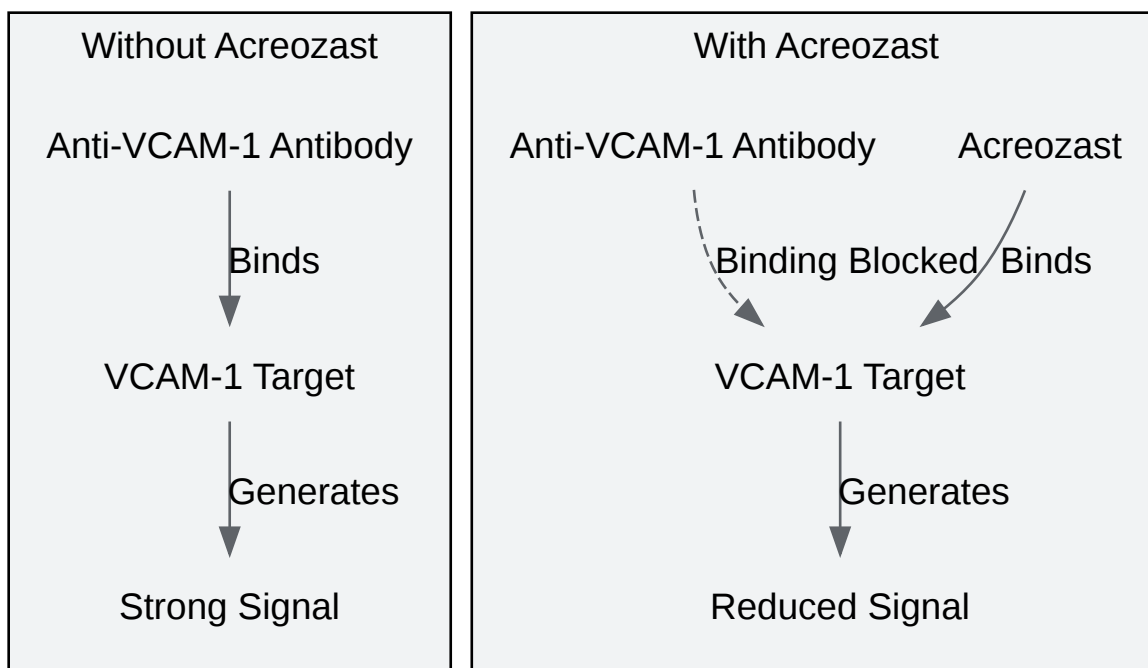 Without Acreozast
Anti-VCAM-1 Antibody
Binds
VCAM-1 Target
Generates
Strong Signal
With Acreozast
Anti-VCAM-1 Antibody
Acreozast
Binding Blocked
Binds
VCAM-1 Target
Generates
Reduced Signal